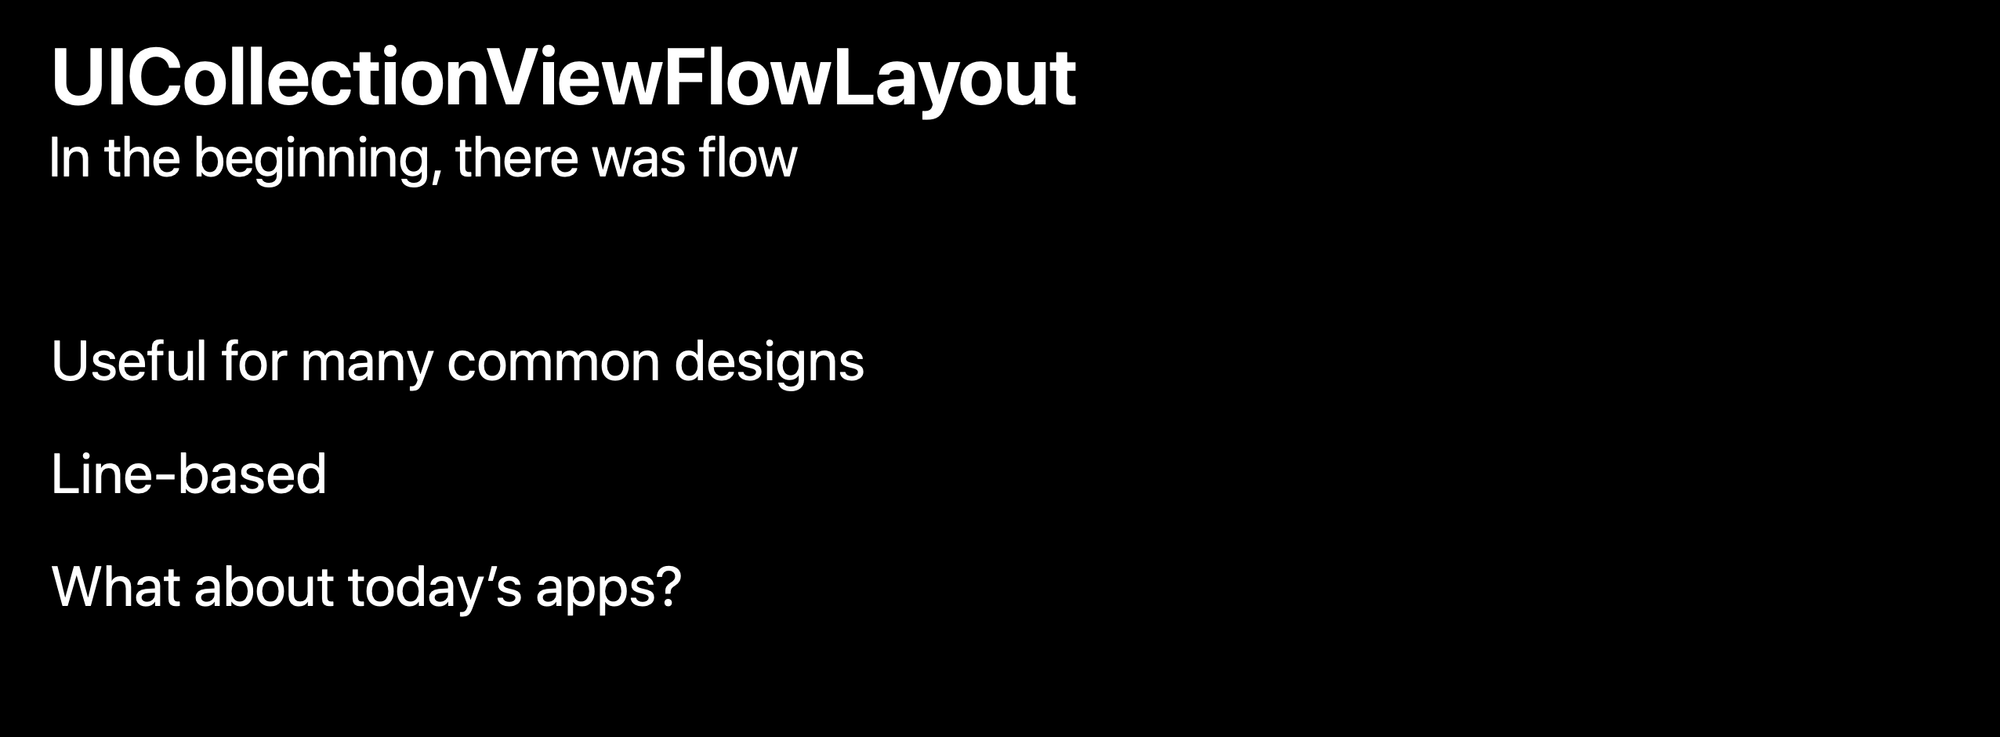 UICollectionViewFlowLayout
In the beginning, there was flow
Useful for many common designs
Line-based
What about today’s apps?